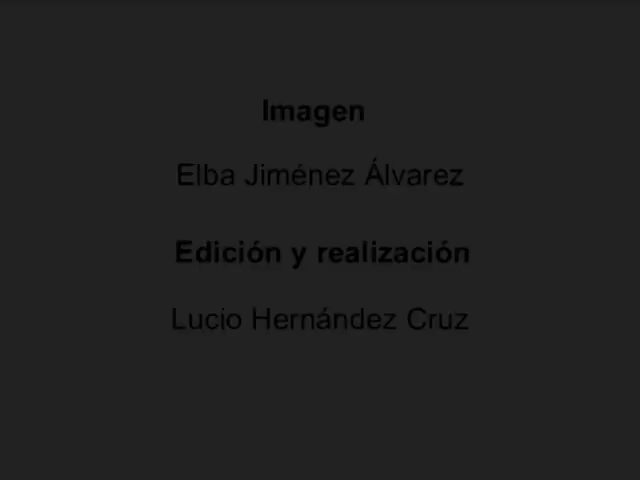 Imagen
Elba Jiménez Álvarez
Edición y realización
Lucio Hernández Cruz